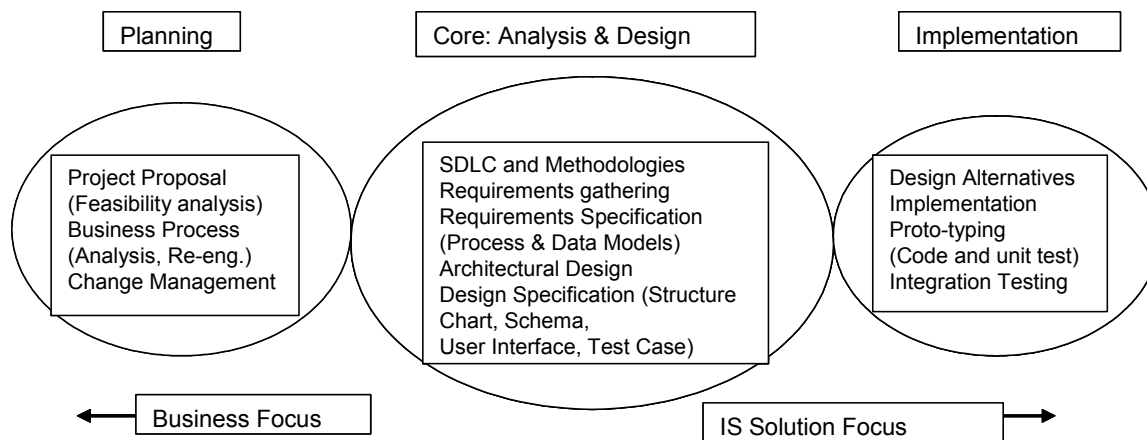 Planning
Core: Analysis & Design
Implementation
Project Proposal
(Feasibility analysis)
Business Process
(Analysis, Re-eng.)
Change Management
SDLC and Methodologies
Requirements gathering
Requirements Specification
(Process & Data Models)
Architectural Design
Design Specification (Structure
Chart, Schema,
User Interface, Test Case)
Design Alternatives
Implementation
Proto-typing
(Code and unit test)
Integration Testing
Business Focus
IS Solution Focus